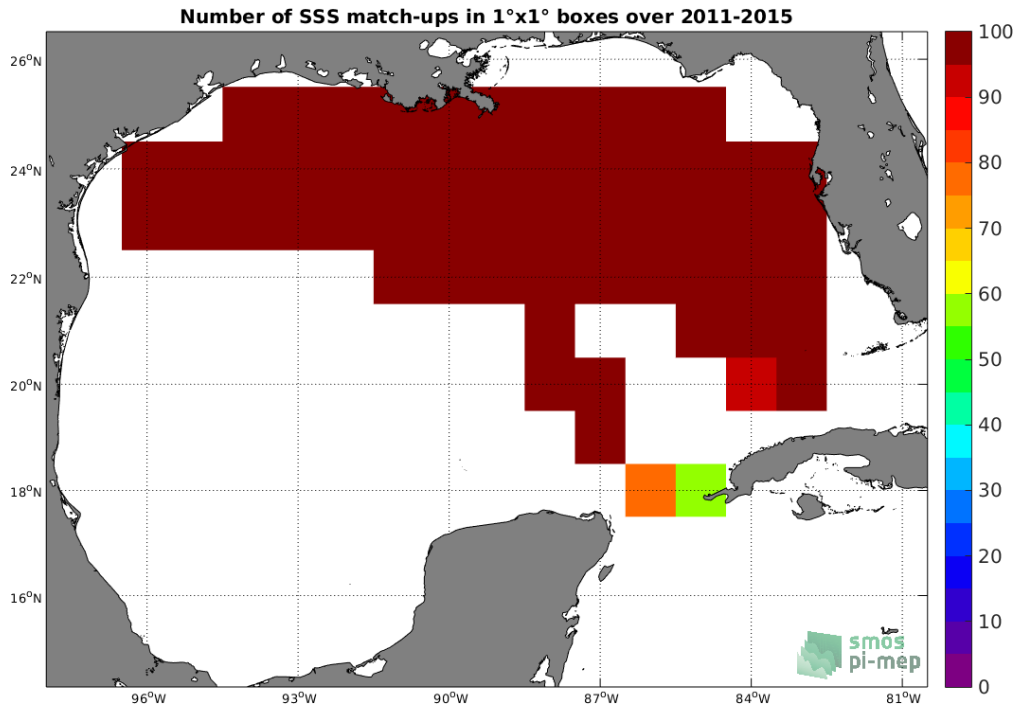 Number of SSS match-ups in 1°x1° boxes over 2011-2015
26°N
24°N
22°N
20°N
18°N
16°N
96°W 93°W 90°W 87°W 84°W 81°W
100
90
80
70
60
50
40
30
20
10
0
smos
pi-mep